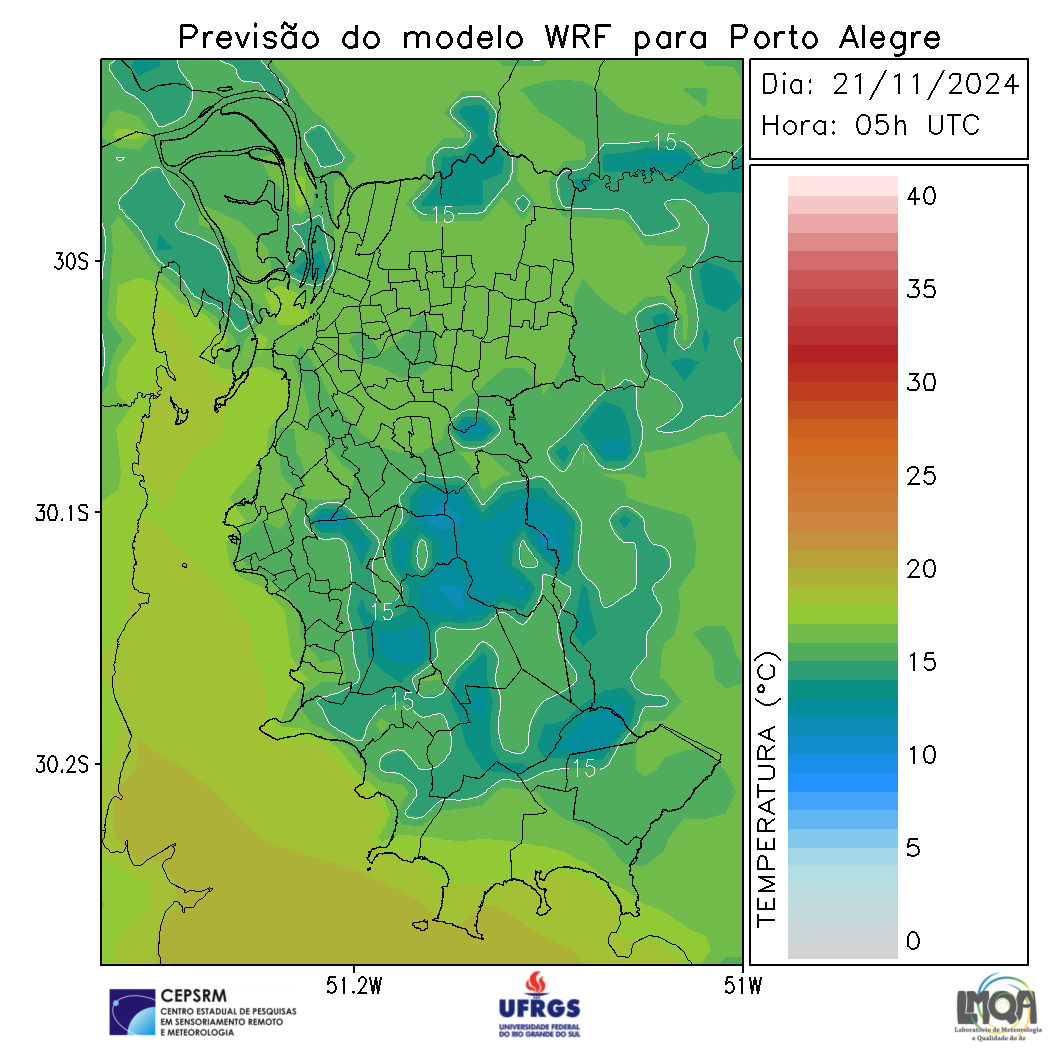 Previsão do modelo WRF para Porto Alegre
Dia: 21/11/2024
Hora: 05h UTC
15
15
15
15
15
30S
30.1S
30.2S
51.2W
51W
40
35
30
25
20
15
10
5
0
TEMPERATURA (°C)
CEPSRM
CENTRO ESTADUAL DE PESQUISAS
EM SENSORIAMENTO REMOTO
E METEOROLOGIA
UFRGS
UNIVERSIDADE FEDERAL
DO RIO GRANDE DO SUL
LMQA
Laboratório de Meteorologia
e Qualidade do Ar